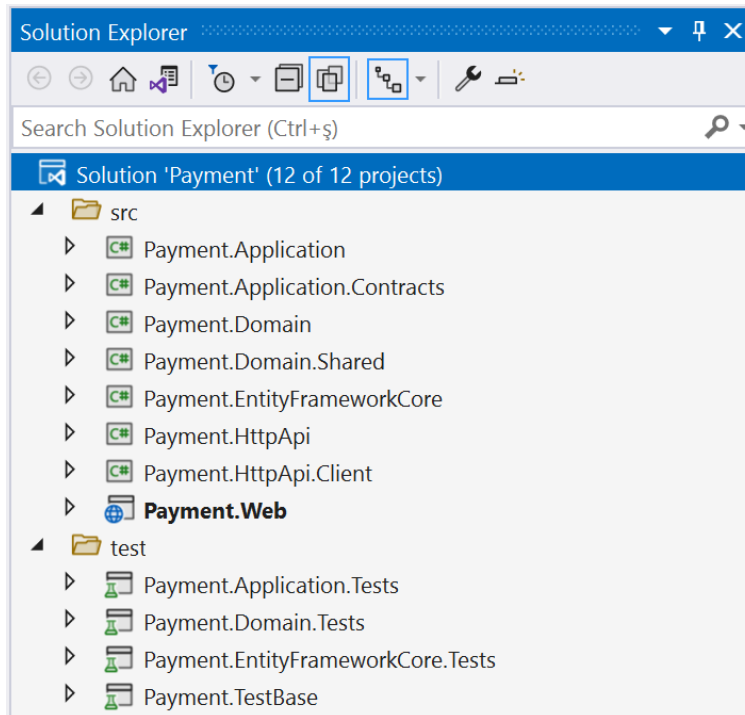 Solution Explorer
Search Solution Explorer (Ctrl+ş)
Solution 'Payment' (12 of 12 projects)
src
C# Payment.Application
C# Payment.Application.Contracts
C# Payment.Domain
C# Payment.Domain.Shared
C# Payment.EntityFrameworkCore
C# Payment.HttpApi
C# Payment.HttpApi.Client
Payment.Web
test
Payment.Application.Tests
Payment.Domain.Tests
Payment.EntityFrameworkCore.Tests
Payment.TestBase